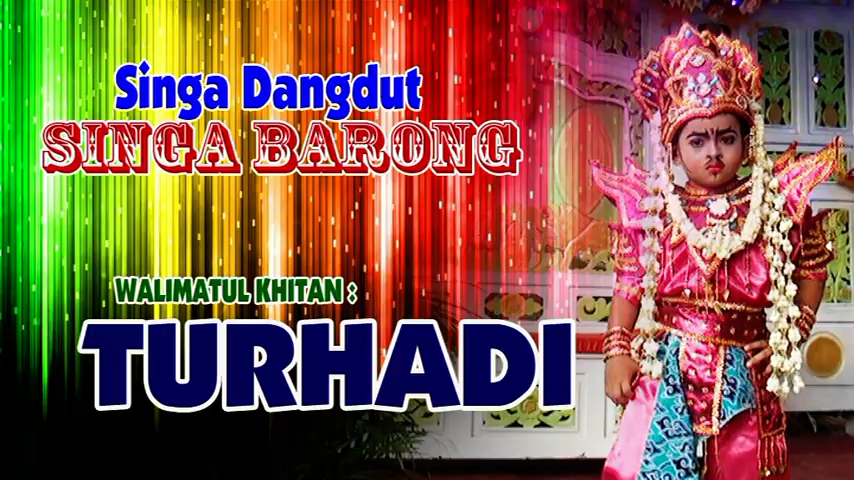 Singa Dangdut
SINGA BARONG
WALIMATUL KHITAN :
TURHADI